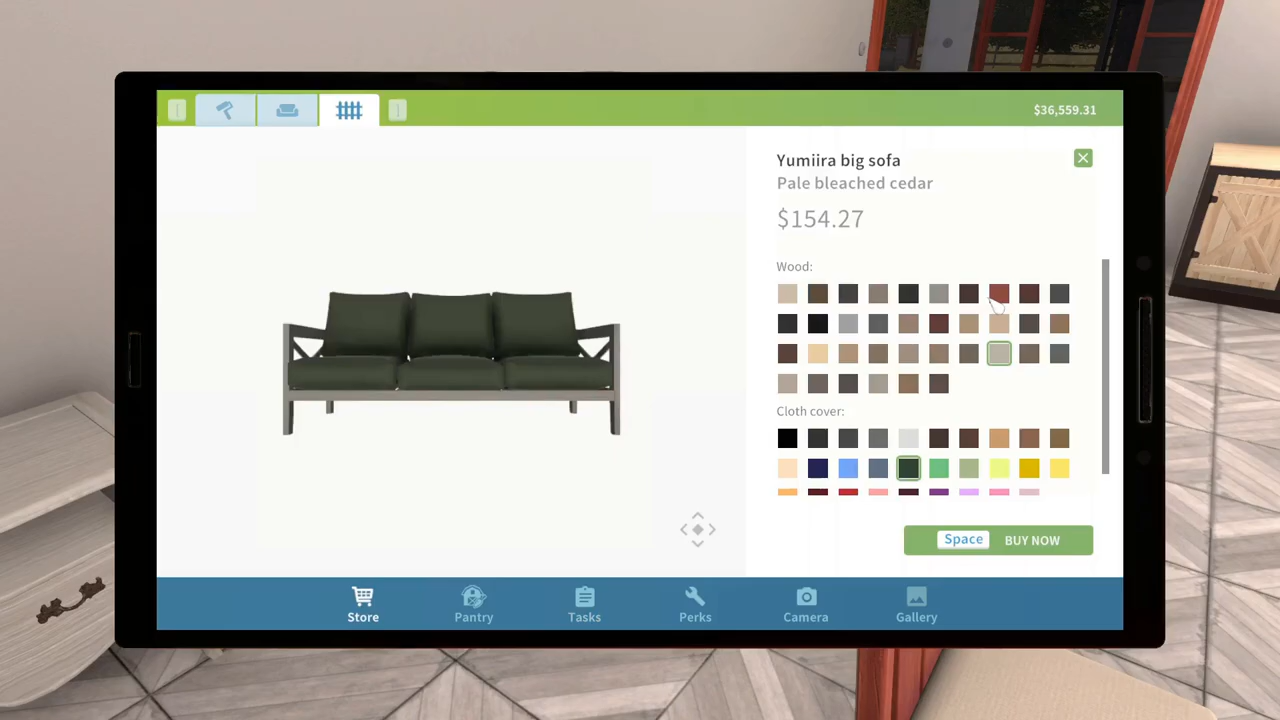 $36,559.31
Yumiira big sofa
Pale bleached cedar
$154.27
Wood:
Cloth cover:
Space BUY NOW
Store Pantry Tasks Perks Camera Gallery